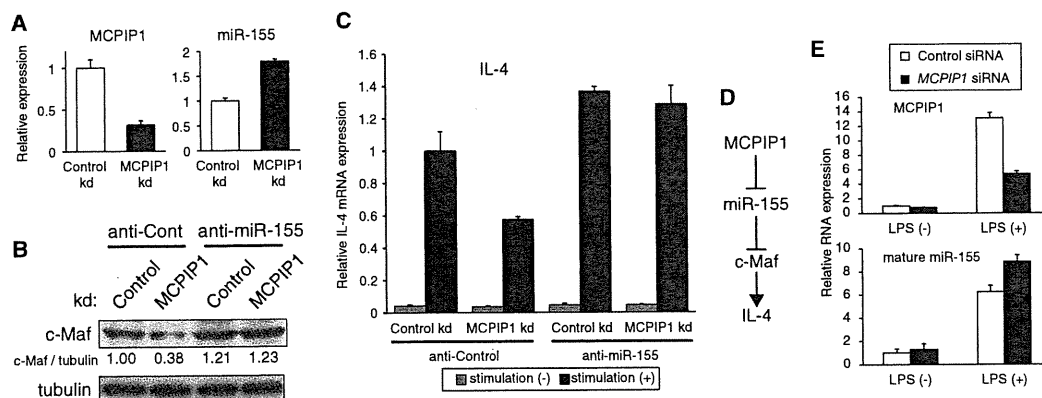 A
MCPIP1
miR-155
Relative expression
1
0.5
0
2
1.5
1
0.5
0
Control kd
MCPIP1 kd
Control kd
MCPIP1 kd
B
anti-Cont
anti-miR-155
kd:
Control
MCPIP1
Control
MCPIP1
c-Maf
c-Maf / tubulin 1.00 0.38 1.21 1.23
tubulin
C
IL-4
Relative IL-4 mRNA expression
1.6
1.4
1.2
1
0.8
0.6
0.4
0.2
0
Control kd
MCPIP1 kd
Control kd
MCPIP1 kd
anti-Control
anti-miR-155
stimulation (-)
stimulation (+)
D
MCPIP1
miR-155
c-Maf
IL-4
E
Control siRNA
MCPIP1 siRNA
Relative RNA expression
MCPIP1
16
14
12
10
8
6
4
2
0
LPS (-)
LPS (+)
mature miR-155
10
8
6
4
2
0
LPS (-)
LPS (+)